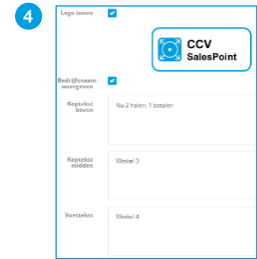 4
Logo tonen
CCV
SalesPoint
Bedrijfsnaam
weergeven
Koptekst
boven
Nu 2 halen, 1 betalen
Koptekst
midden
Winkel 3
Voettekst
Winkel 4